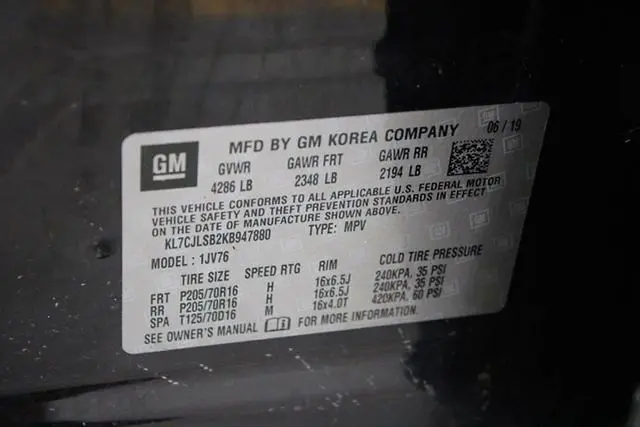 GM MFD BY GM KOREA COMPANY 06 / 19
GVWR GAWR FRT GAWR RR
4286 LB 2348 LB 2194 LB
THIS VEHICLE CONFORMS TO ALL APPLICABLE U.S. FEDERAL MOTOR
VEHICLE SAFETY AND THEFT PREVENTION STANDARDS IN EFFECT
ON THE DATE OF MANUFACTURE SHOWN ABOVE.
KL7CJLSB2KB947880 TYPE: MPV
MODEL : 1JV76
TIRE SIZE SPEED RTG RIM COLD TIRE PRESSURE
FRT P205/70R16 H 16x6.5J 240KPA, 35 PSI
RR P205/70R16 H 16x6.5J 240KPA, 35 PSI
SPA T125/70D16 M 16x4.0T 420KPA, 60 PSI
SEE OWNER'S MANUAL FOR MORE INFORMATION.